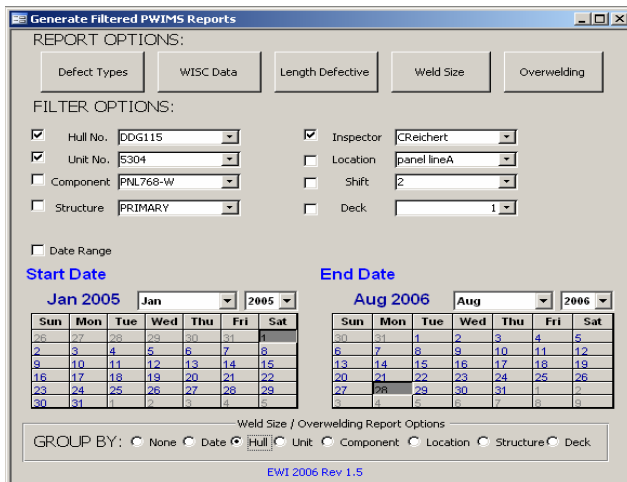 Generate Filtered PWIMS Reports
REPORT OPTIONS:
Defect Types WISC Data Length Defective Weld Size Overwelding
FILTER OPTIONS:
Hull No. DDG115 Inspector CReichert
Unit No. 5304 Location panel lineA
Component PNL768-W Shift 2
Structure PRIMARY Deck 1
Date Range
Start Date End Date
Jan 2005 Jan 2005 Aug 2006 Aug 2006
Sun Mon Tue Wed Thu Fri Sat Sun Mon Tue Wed Thu Fri Sat
26 27 28 29 30 31 1 30 31 1 2 3 4 5
2 3 4 5 6 7 8 6 7 8 9 10 11 12
9 10 11 12 13 14 15 13 14 15 16 17 18 19
16 17 18 19 20 21 22 20 21 22 23 24 25 26
23 24 25 26 27 28 29 27 28 29 30 31 1 2
30 31 1 2 3 4 5 3 4 5 6 7 8 9
Weld Size / Overwelding Report Options
GROUP BY: None Date Hull Unit Component Location Structure Deck
EWI 2006 Rev 1.5